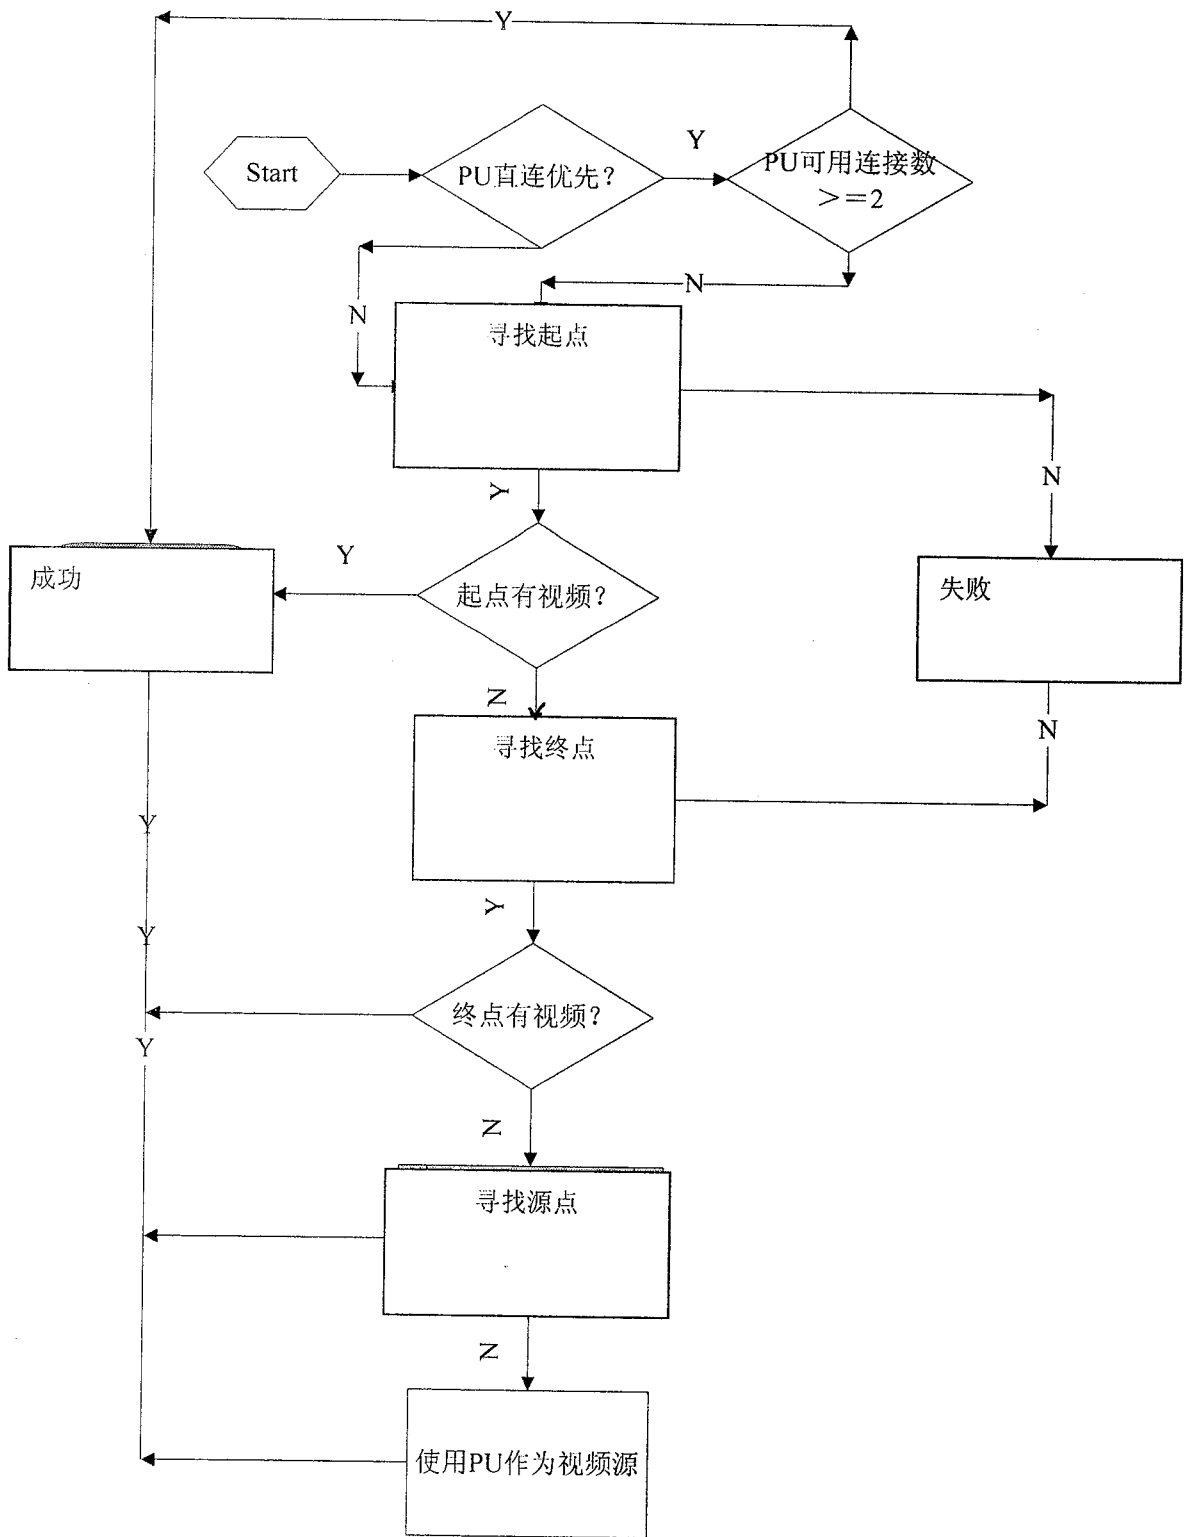 Y
Start
PU直连优先？
Y
PU可用连接数
＞＝2
N
N
寻找起点
N
Y
成功
Y
起点有视频？
失败
N
寻找终点
N
Y
Y
Y
终点有视频？
Y
N
寻找源点
N
使用PU作为视频源